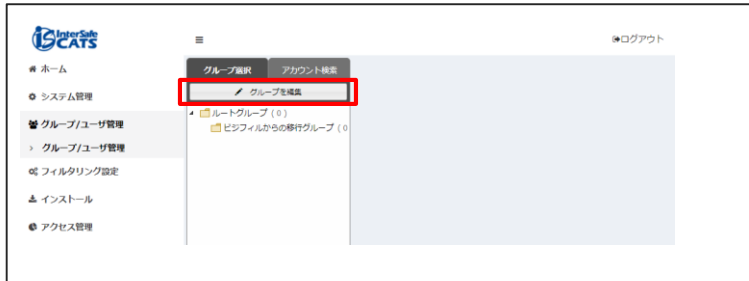 InterSafe
CATS
ログアウト
ホーム
システム管理
グループ/ユーザ管理
> グループ/ユーザ管理
フィルタリング設定
インストール
アクセス管理
グループ選択 アカウント検索
グループを編集
ルートグループ ( 0 )
ビジフィルからの移行グループ ( 0